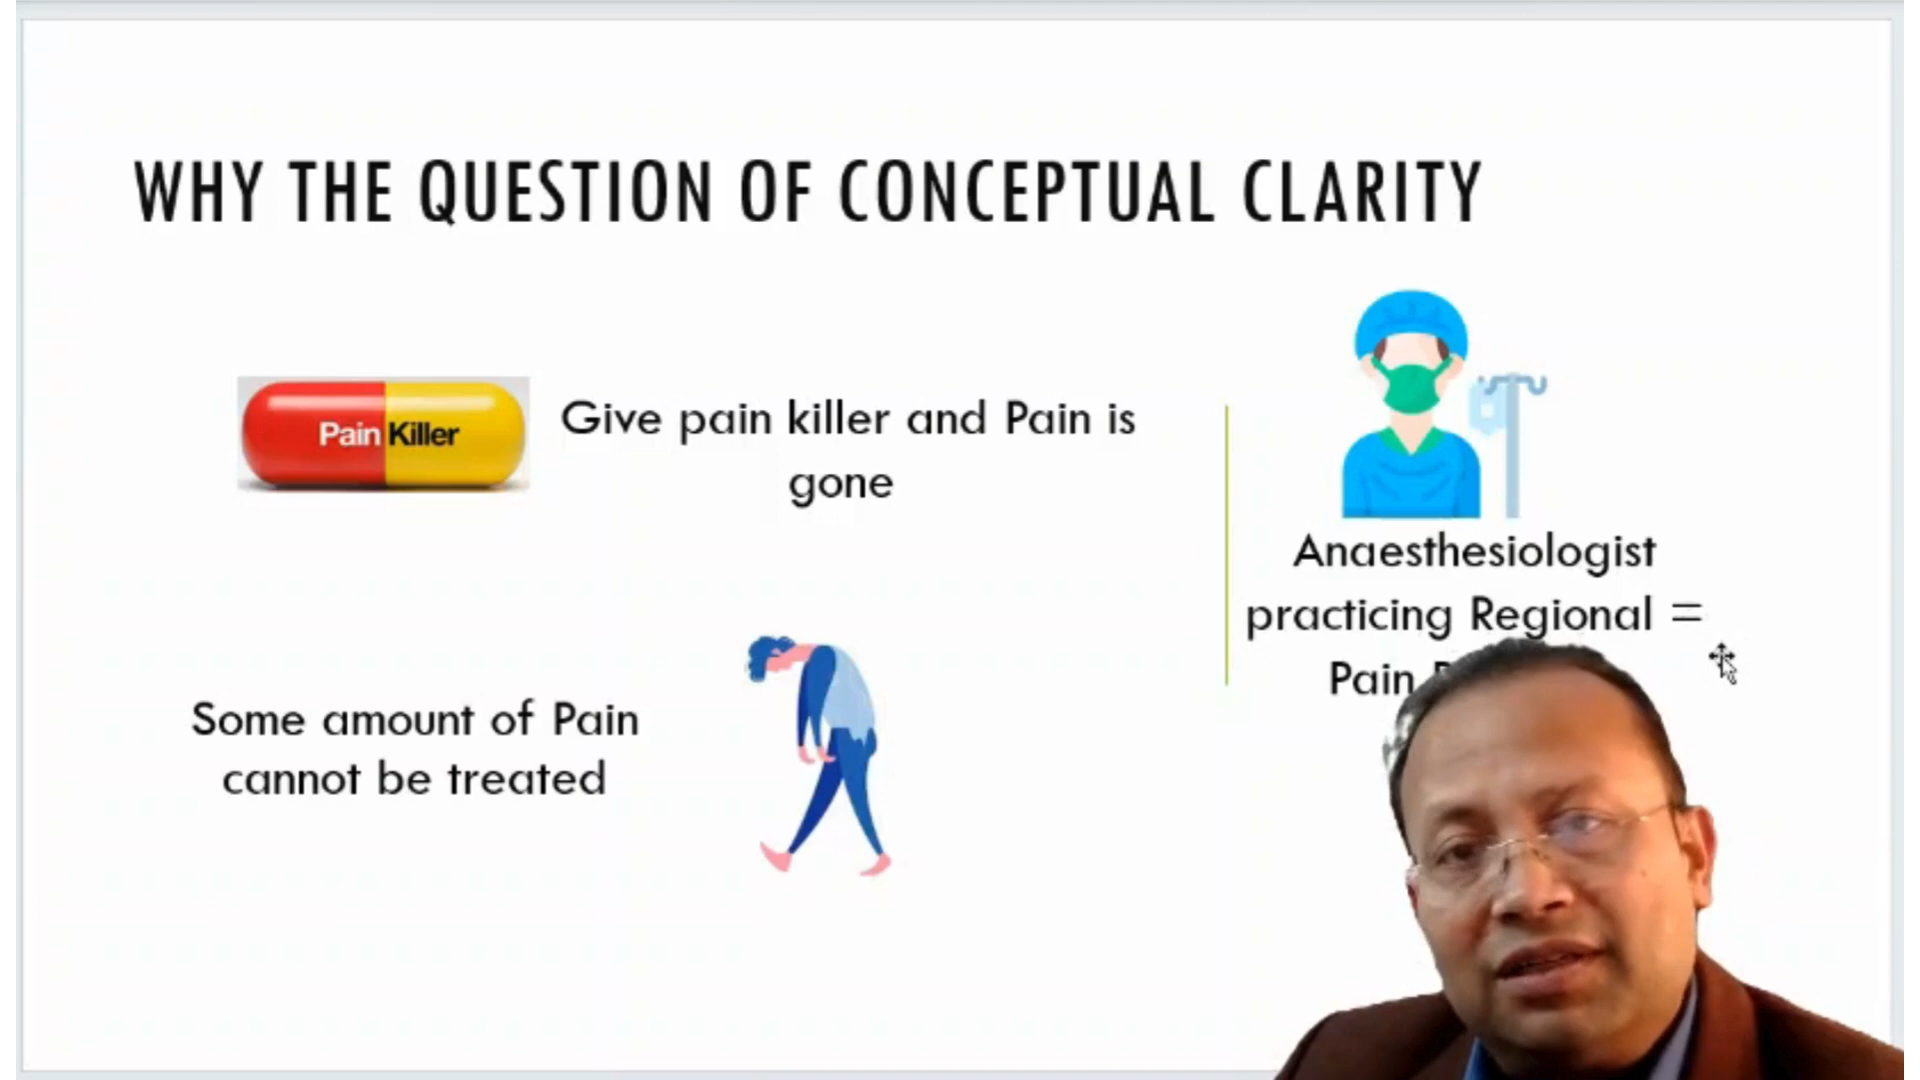 WHY THE QUESTION OF CONCEPTUAL CLARITY
Pain Killer
Give pain killer and Pain is
gone
Anaesthesiologist
practicing Regional =
Pain
Some amount of Pain
cannot be treated